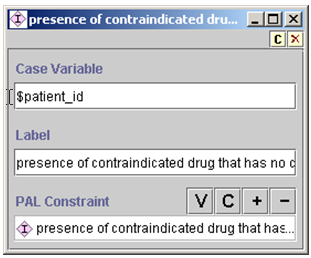 presence of contraindicated dru...
C
Case Variable
$patient_id
Label
presence of contraindicated drug that has no c
PAL Constraint V C + −
presence of contraindicated drug that has...